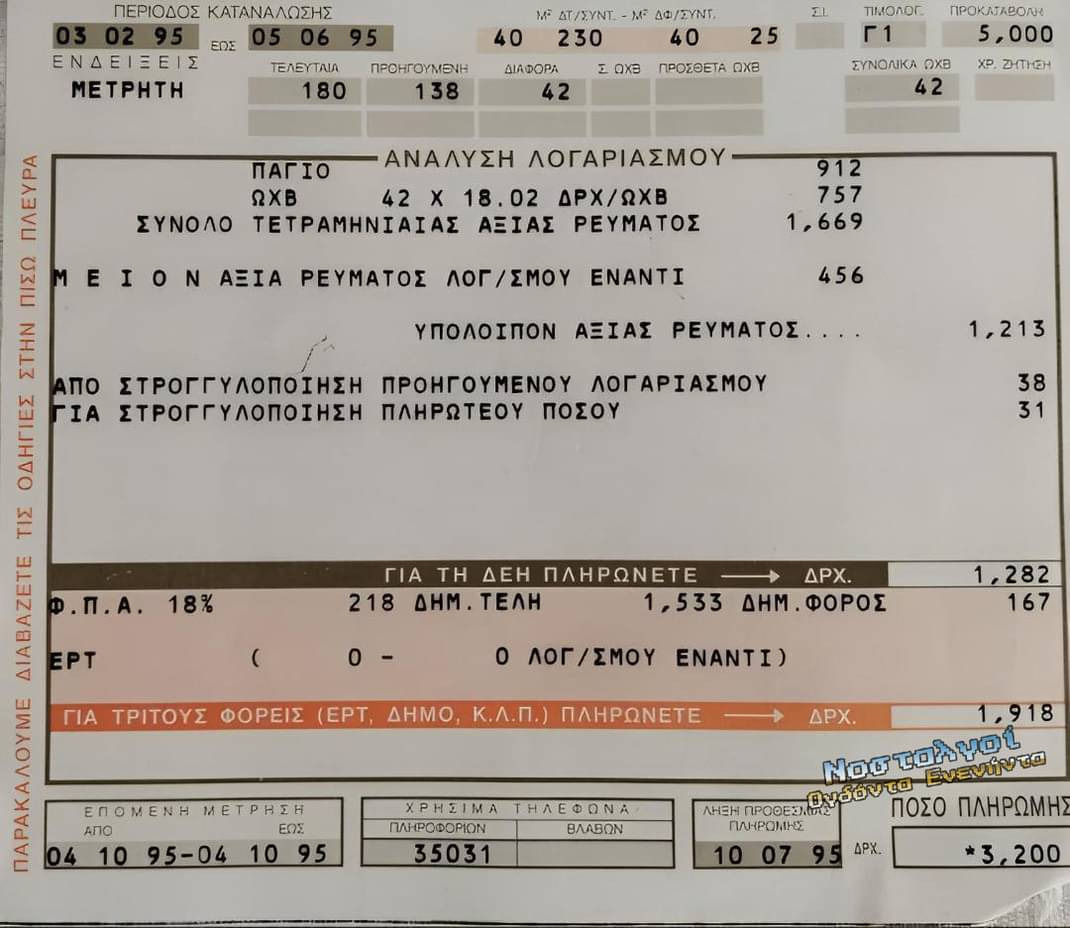 ΠΕΡΙΟΔΟΣ ΚΑΤΑΝΑΛΩΣΗΣ Μ² ΔΤ/ΣΥΝΤ. - Μ² ΔΦ/ΣΥΝΤ. Σ.Ι. ΤΙΜΟΛΟΓ. ΠΡΟΚΑΤΑΒΟΛΗ
03 02 95 ΕΩΣ 05 06 95 40 230 40 25 Γ1 5,000
ΕΝΔΕΙΞΕΙΣ ΤΕΛΕΥΤΑΙΑ ΠΡΟΗΓΟΥΜΕΝΗ ΔΙΑΦΟΡΑ Σ. ΩΧΒ ΠΡΟΣΘΕΤΑ ΩΧΒ ΣΥΝΟΛΙΚΑ ΩΧΒ ΧΡ. ΖΗΤΗΣΗ
ΜΕΤΡΗΤΗ 180 138 42 42
ΑΝΑΛΥΣΗ ΛΟΓΑΡΙΑΣΜΟΥ
ΠΑΓΙΟ 912
ΩΧΒ 42 Χ 18.02 ΔΡΧ/ΩΧΒ 757
ΣΥΝΟΛΟ ΤΕΤΡΑΜΗΝΙΑΙΑΣ ΑΞΙΑΣ ΡΕΥΜΑΤΟΣ 1,669
Μ Ε Ι Ο Ν ΑΞΙΑ ΡΕΥΜΑΤΟΣ ΛΟΓ/ΣΜΟΥ ΕΝΑΝΤΙ 456
ΥΠΟΛΟΙΠΟΝ ΑΞΙΑΣ ΡΕΥΜΑΤΟΣ.... 1,213
ΑΠΟ ΣΤΡΟΓΓΥΛΟΠΟΙΗΣΗ ΠΡΟΗΓΟΥΜΕΝΟΥ ΛΟΓΑΡΙΑΣΜΟΥ 38
ΓΙΑ ΣΤΡΟΓΓΥΛΟΠΟΙΗΣΗ ΠΛΗΡΩΤΕΟΥ ΠΟΣΟΥ 31
ΓΙΑ ΤΗ ΔΕΗ ΠΛΗΡΩΝΕΤΕ → ΔΡΧ. 1,282
Φ.Π.Α. 18% 218 ΔΗΜ.ΤΕΛΗ 1,533 ΔΗΜ.ΦΟΡΟΣ 167
ΕΡΤ ( 0 - 0 ΛΟΓ/ΣΜΟΥ ΕΝΑΝΤΙ)
ΓΙΑ ΤΡΙΤΟΥΣ ΦΟΡΕΙΣ (ΕΡΤ, ΔΗΜΟ, Κ.Λ.Π.) ΠΛΗΡΩΝΕΤΕ → ΔΡΧ. 1,918
Νοσταλγοί
Ογδόντα Ενενήντα
ΕΠΟΜΕΝΗ ΜΕΤΡΗΣΗ
ΑΠΟ ΕΩΣ
04 10 95-04 10 95
ΧΡΗΣΙΜΑ ΤΗΛΕΦΩΝΑ
ΠΛΗΡΟΦΟΡΙΩΝ ΒΛΑΒΩΝ
35031
ΛΗΞΗ ΠΡΟΘΕΣΜΙΑΣ
ΠΛΗΡΩΜΗΣ
10 07 95
ΠΟΣΟ ΠΛΗΡΩΜΗΣ
ΔΡΧ. *3,200
ΠΑΡΑΚΑΛΟΥΜΕ ΔΙΑΒΑΖΕΤΕ ΤΙΣ ΟΔΗΓΙΕΣ ΣΤΗΝ ΠΙΣΩ ΠΛΕΥΡΑ